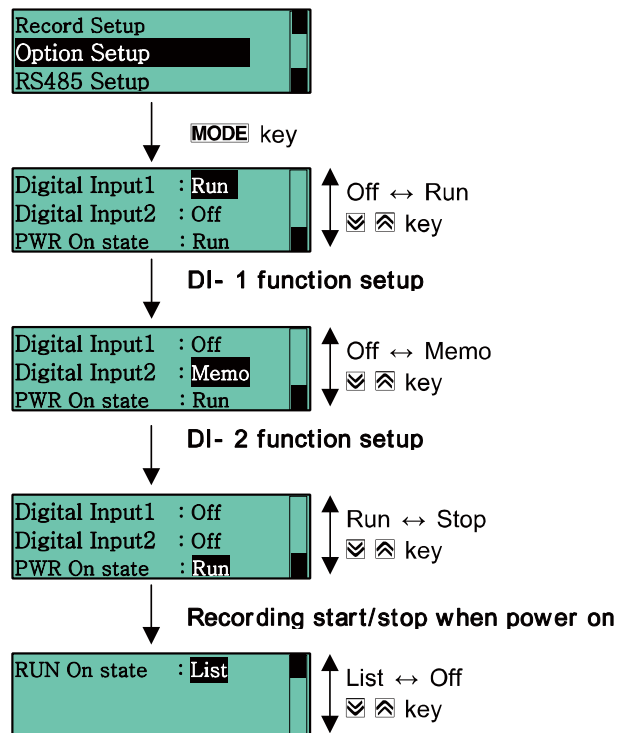 Record Setup
Option Setup
RS485 Setup
MODE key
Digital Input1 : Run
Digital Input2 : Off
PWR On state : Run
Off ↔ Run
key
DI- 1 function setup
Digital Input1 : Off
Digital Input2 : Memo
PWR On state : Run
Off ↔ Memo
key
DI- 2 function setup
Digital Input1 : Off
Digital Input2 : Off
PWR On state : Run
Run ↔ Stop
key
Recording start/stop when power on
RUN On state : List
List ↔ Off
key